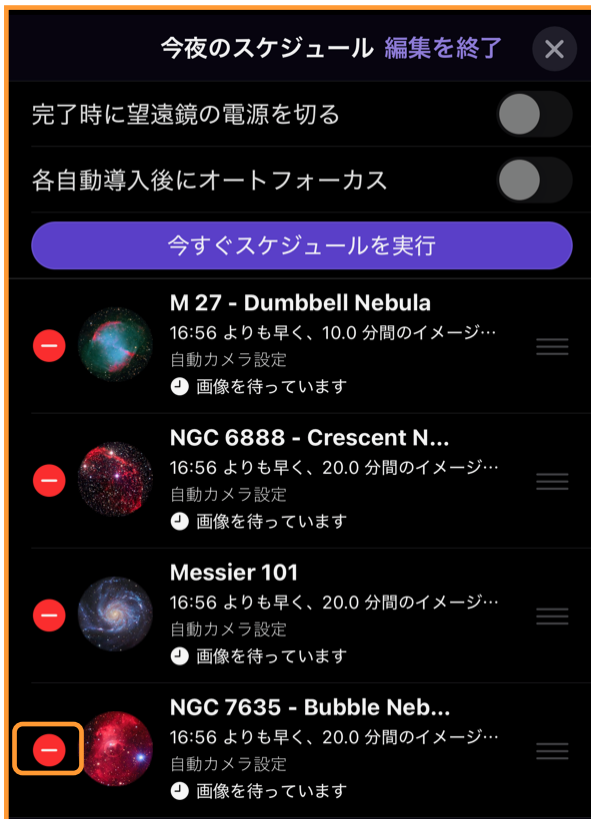 今夜のスケジュール 編集を終了
完了時に望遠鏡の電源を切る
各自動導入後にオートフォーカス
今すぐスケジュールを実行
M 27 - Dumbbell Nebula
16:56 よりも早く、10.0 分間のイメージ…
自動カメラ設定
画像を待っています
NGC 6888 - Crescent N...
16:56 よりも早く、20.0 分間のイメージ…
自動カメラ設定
画像を待っています
Messier 101
16:56 よりも早く、20.0 分間のイメージ…
自動カメラ設定
画像を待っています
NGC 7635 - Bubble Neb...
16:56 よりも早く、20.0 分間のイメージ…
自動カメラ設定
画像を待っています